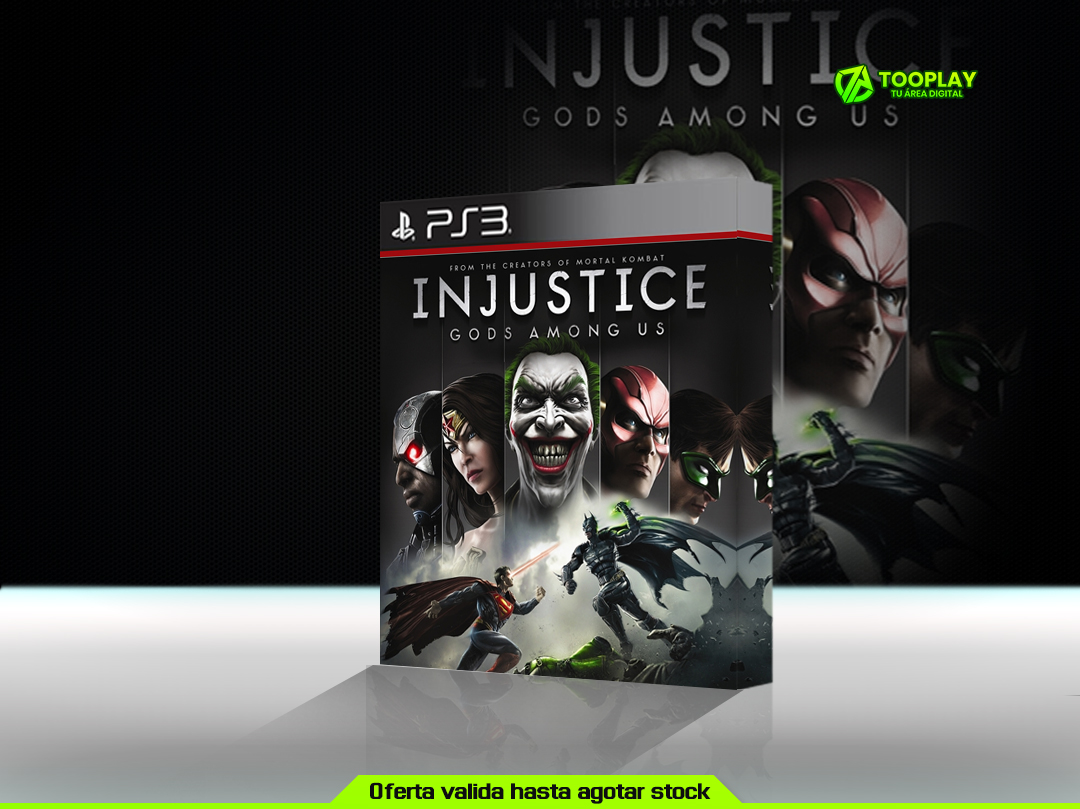 INJUSTICE
GODS AMONG US
TOOPLAY
TU ÁREA DIGITAL
PS3
FROM THE CREATORS OF MORTAL KOMBAT
INJUSTICE
GODS AMONG US
Oferta valida hasta agotar stock